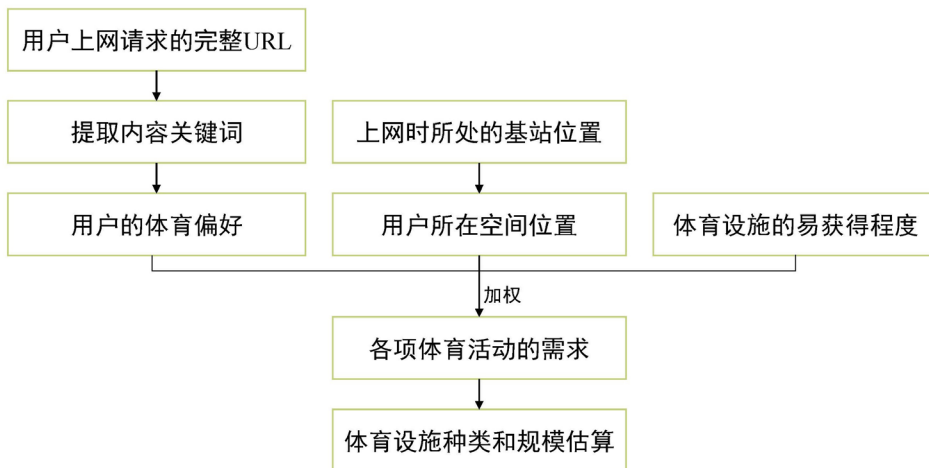 用户上网请求的完整URL
提取内容关键词
上网时所处的基站位置
用户的体育偏好
用户所在空间位置
体育设施的易获得程度
加权
各项体育活动的需求
体育设施种类和规模估算